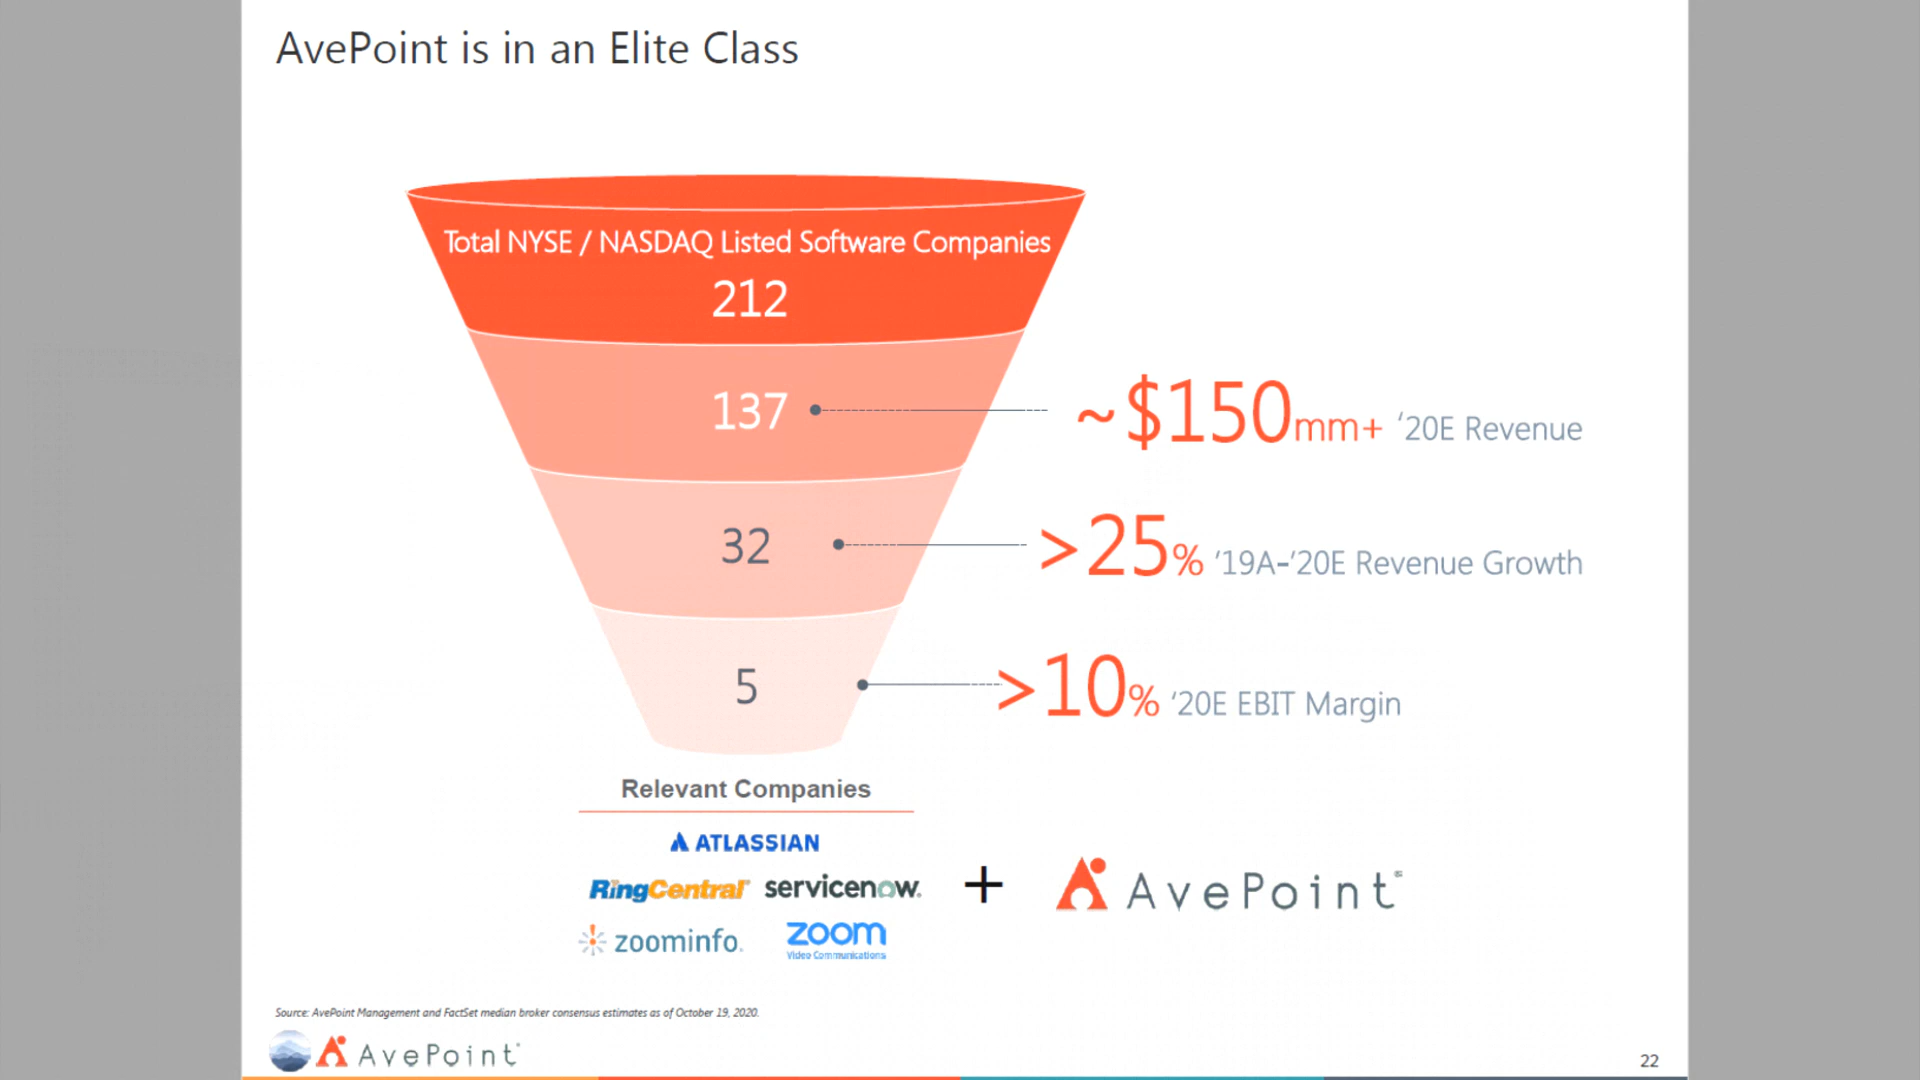 AvePoint is in an Elite Class
Total NYSE / NASDAQ Listed Software Companies
212
137
~$150mm+ '20E Revenue
32
>25% '19A-'20E Revenue Growth
5
>10% '20E EBIT Margin
Relevant Companies
ATLASSIAN
RingCentral® servicenow. + AvePoint®
zoominfo. zoom
Video Communications
Source: AvePoint Management and FactSet median broker consensus estimates as of October 19, 2020.
AvePoint®
22